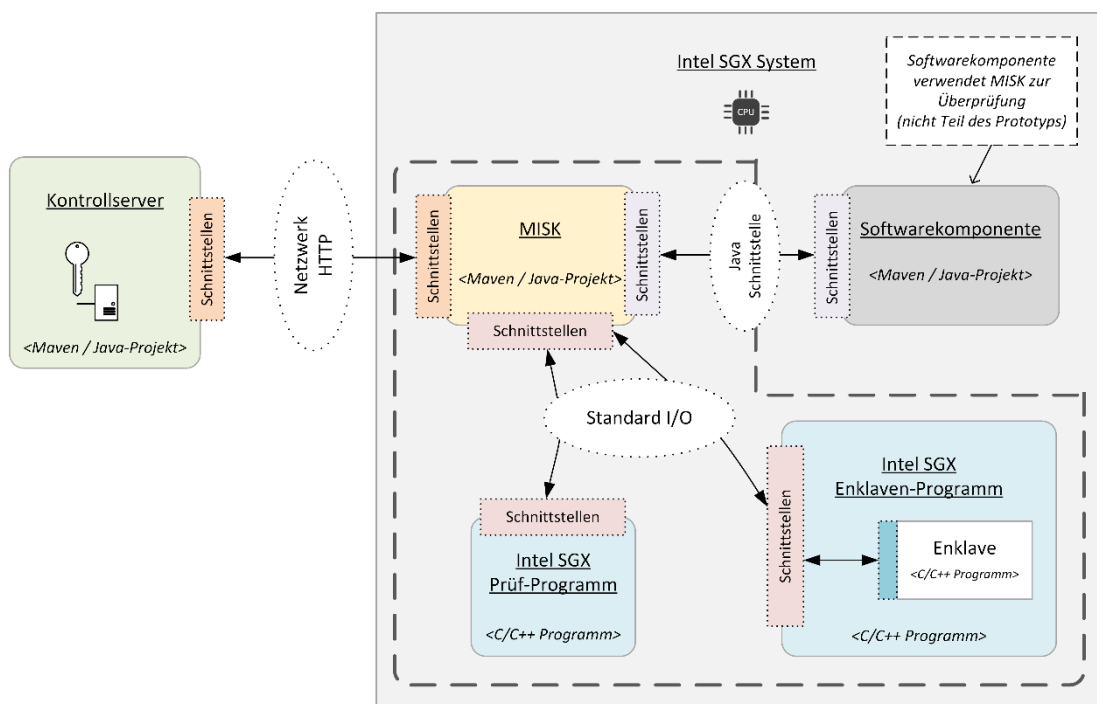 Intel SGX System
CPU
Softwarekomponente
verwendet MISK zur
Überprüfung
(nicht Teil des Prototyps)
Kontrollserver
<Maven / Java-Projekt>
Schnittstellen
Netzwerk
HTTP
Schnittstellen
MISK
<Maven / Java-Projekt>
Schnittstellen
Schnittstellen
Java
Schnittstelle
Schnittstellen
Softwarekomponente
<Maven / Java-Projekt>
Standard I/O
Schnittstellen
Intel SGX
Prüf-Programm
<C/C++ Programm>
Schnittstellen
Intel SGX
Enklaven-Programm
Enklave
<C/C++ Programm>
<C/C++ Programm>